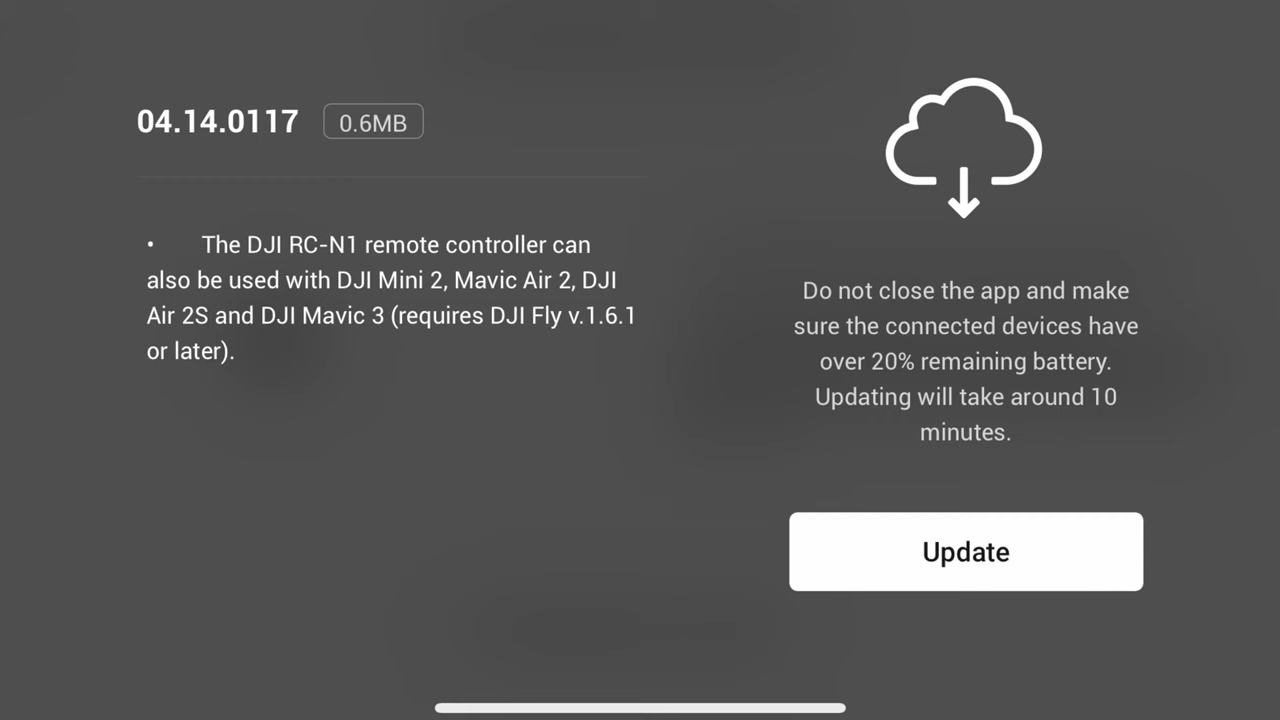 04.14.0117 0.6MB
• The DJI RC-N1 remote controller can
also be used with DJI Mini 2, Mavic Air 2, DJI
Air 2S and DJI Mavic 3 (requires DJI Fly v.1.6.1
or later).
Do not close the app and make
sure the connected devices have
over 20% remaining battery.
Updating will take around 10
minutes.
Update